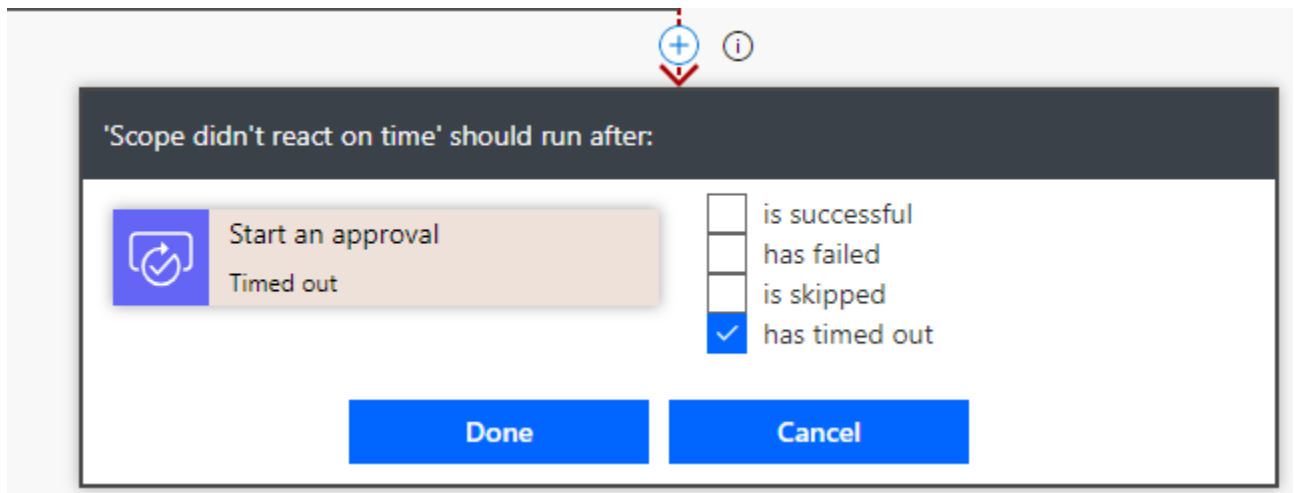 'Scope didn't react on time' should run after:
Start an approval
Timed out
is successful
has failed
is skipped
has timed out
Done
Cancel